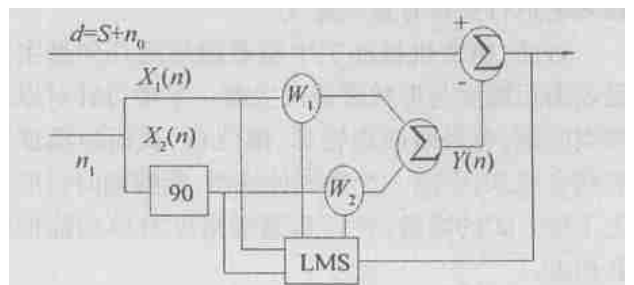 d=S+n₀
+
Σ
-
X₁(n)
W₁
X₂(n)
Σ
Y(n)
n₁
90
W₂
LMS